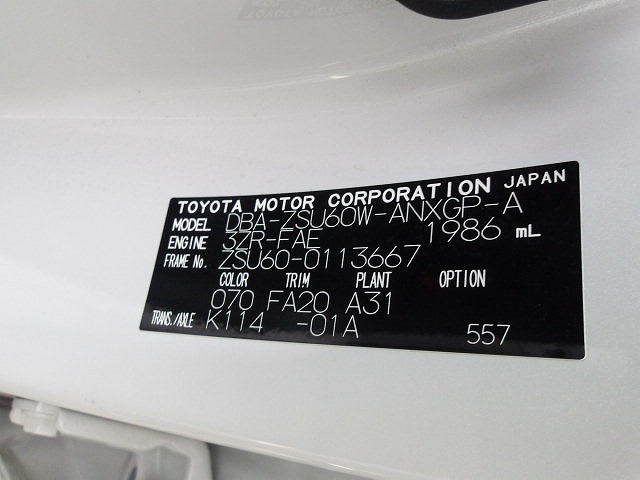 TOYOTA MOTOR CORPORATION JAPAN
MODEL DBA-ZSU60W-ANXGP-A
ENGINE 3ZR-FAE 1986 mL
FRAME No. ZSU60-0113667
COLOR TRIM PLANT OPTION
070 FA20 A31
TRANS./AXLE K114 -01A
557